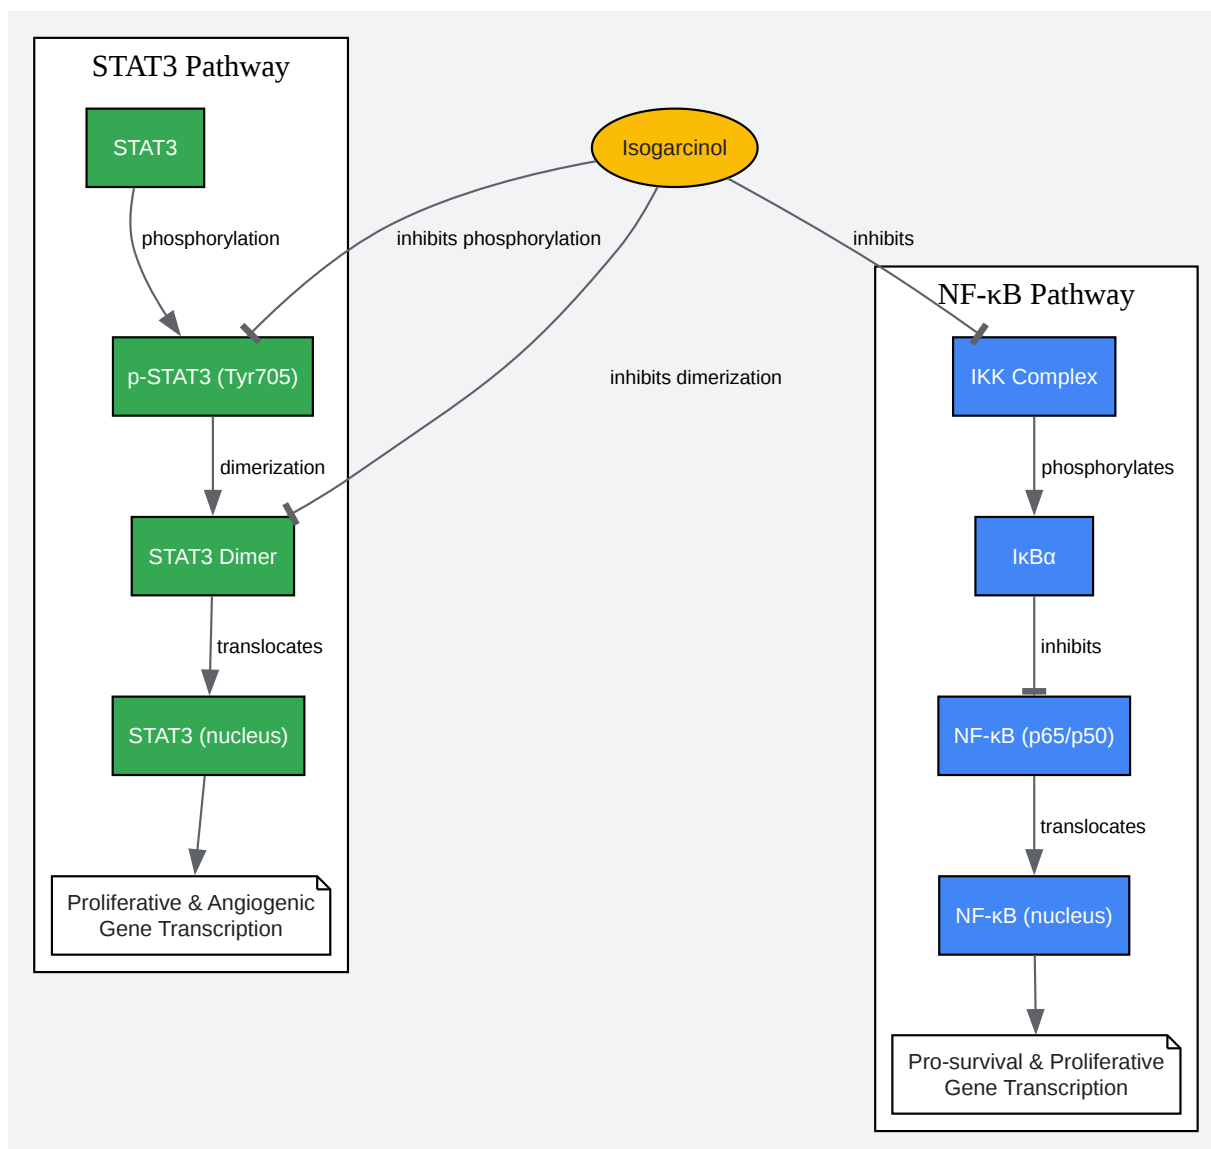 STAT3 Pathway
STAT3
phosphorylation
p-STAT3 (Tyr705)
dimerization
STAT3 Dimer
translocates
STAT3 (nucleus)
Proliferative & Angiogenic
Gene Transcription
Isogarcinol
inhibits phosphorylation
inhibits dimerization
inhibits
NF-κB Pathway
IKK Complex
phosphorylates
IκBα
inhibits
NF-κB (p65/p50)
translocates
NF-κB (nucleus)
Pro-survival & Proliferative
Gene Transcription